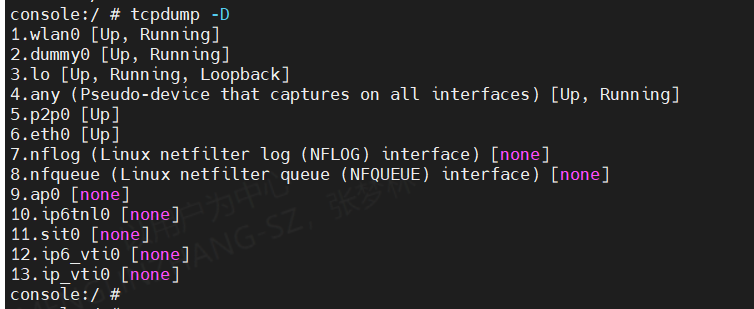 console:/ # tcpdump -D
1.wlan0 [Up, Running]
2.dummy0 [Up, Running]
3.lo [Up, Running, Loopback]
4.any (Pseudo-device that captures on all interfaces) [Up, Running]
5.p2p0 [Up]
6.eth0 [Up]
7.nflog (Linux netfilter log (NFLOG) interface) [none]
8.nfqueue (Linux netfilter queue (NFQUEUE) interface) [none]
9.ap0 [none]
10.ip6tnl0 [none]
11.sit0 [none]
12.ip6_vti0 [none]
13.ip_vti0 [none]
console:/ #